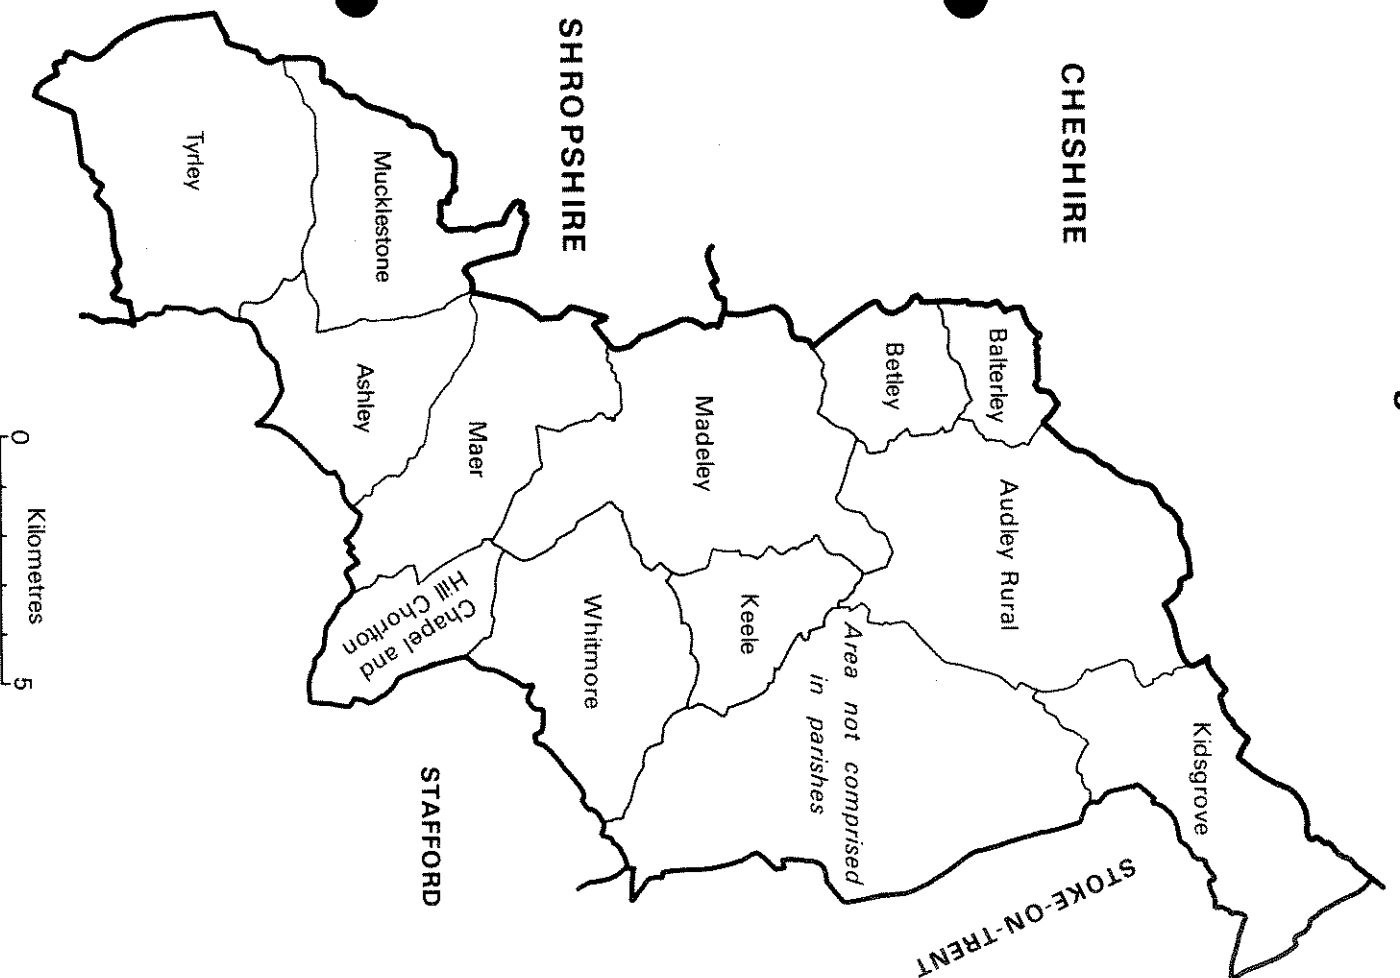 CHESHIRE
SHROPSHIRE
Kidsgrove
Balterley
Audley Rural
Betley
Area not comprised
in parishes
STOKE-ON-TRENT
Madeley
Keele
Whitmore
Maer
Chapel and
Hill Chorlton
Mucklestone
Ashley
STAFFORD
Tyrley
0
5
Kilometres